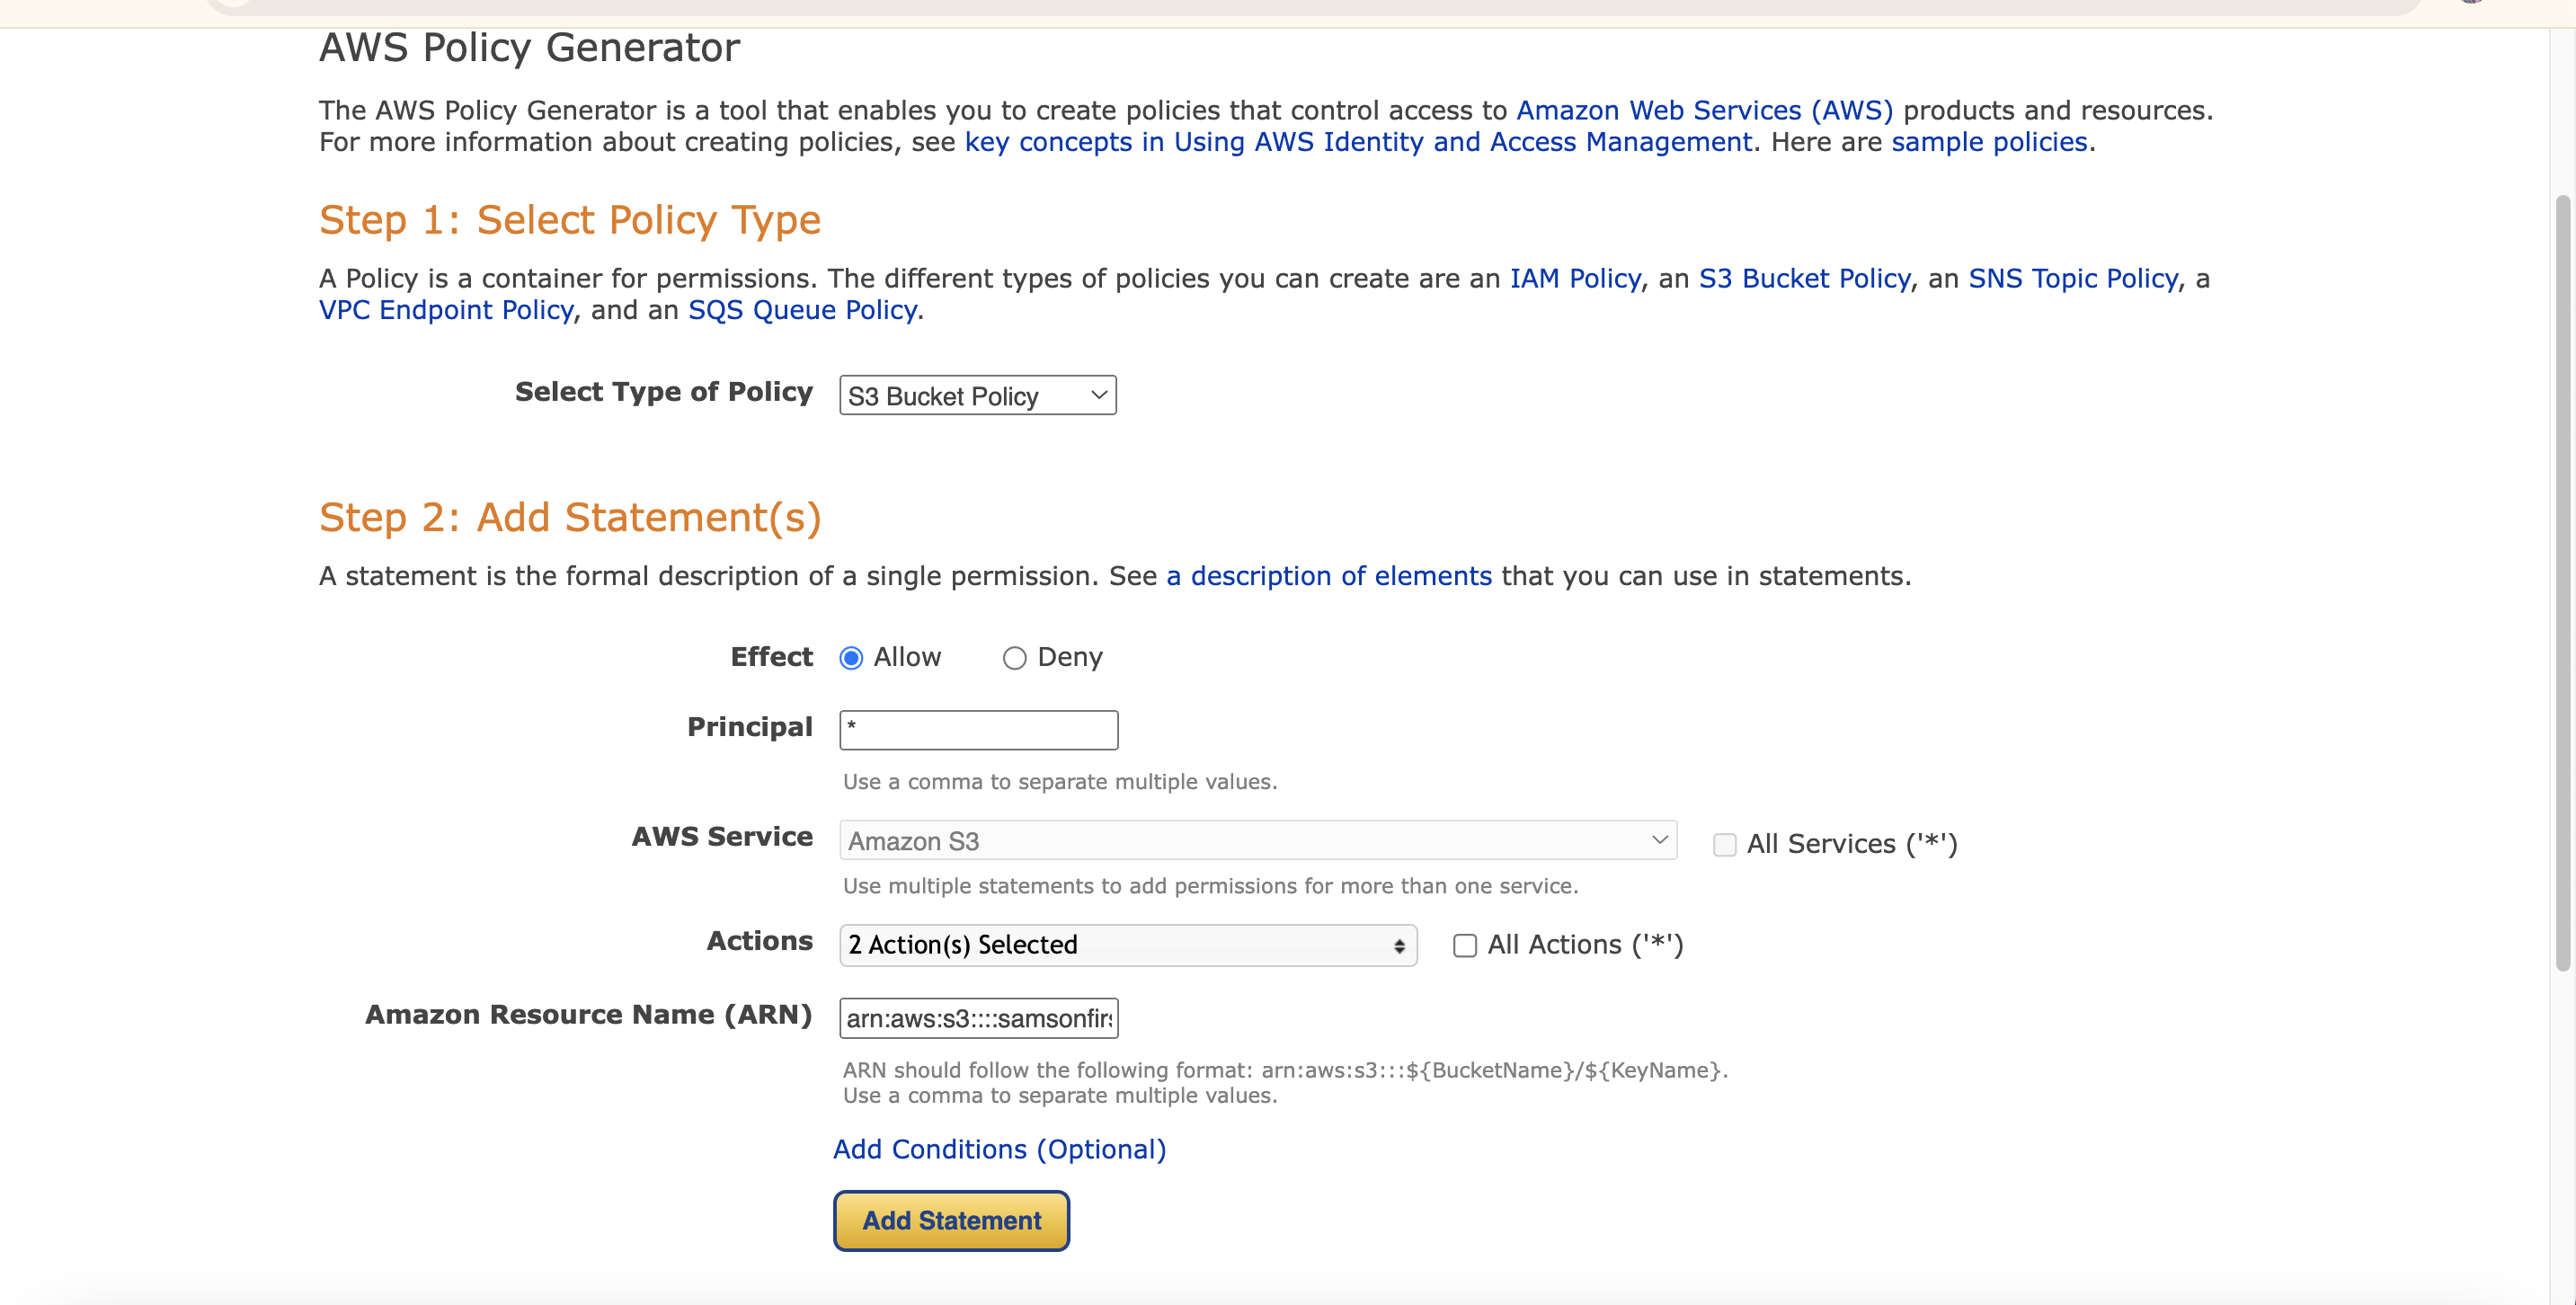 AWS Policy Generator
The AWS Policy Generator is a tool that enables you to create policies that control access to Amazon Web Services (AWS) products and resources.
For more information about creating policies, see key concepts in Using AWS Identity and Access Management. Here are sample policies.
Step 1: Select Policy Type
A Policy is a container for permissions. The different types of policies you can create are an IAM Policy, an S3 Bucket Policy, an SNS Topic Policy, a
VPC Endpoint Policy, and an SQS Queue Policy.
Select Type of Policy S3 Bucket Policy
Step 2: Add Statement(s)
A statement is the formal description of a single permission. See a description of elements that you can use in statements.
Effect Allow Deny
Principal *
Use a comma to separate multiple values.
AWS Service Amazon S3 All Services ('*')
Use multiple statements to add permissions for more than one service.
Actions 2 Action(s) Selected All Actions ('*')
Amazon Resource Name (ARN) arn:aws:s3::::samsonfirs
ARN should follow the following format: arn:aws:s3:::${BucketName}/${KeyName}.
Use a comma to separate multiple values.
Add Conditions (Optional)
Add Statement